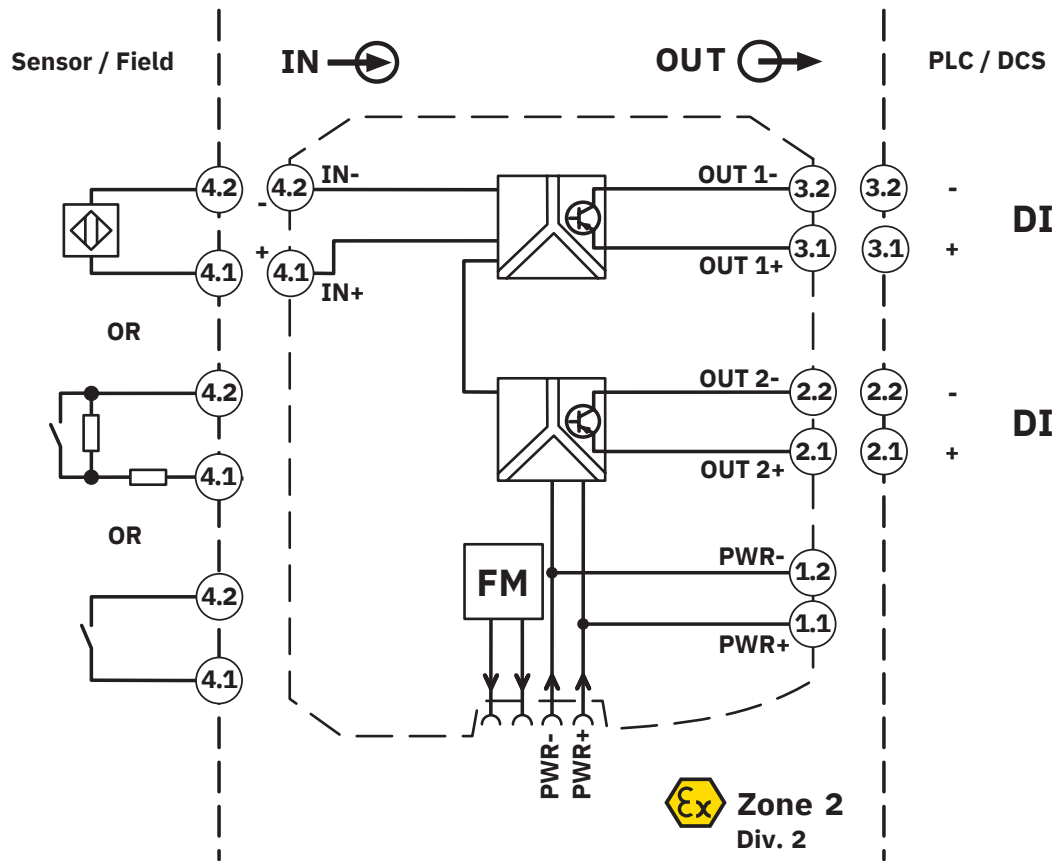 Sensor / Field
IN
OUT
PLC / DCS
4.2
4.2
IN-
OUT 1-
3.2
3.2
-
-
DI
+
4.1
4.1
IN+
OUT 1+
3.1
3.1
+
OR
4.2
OUT 2-
2.2
2.2
-
DI
4.1
OUT 2+
2.1
2.1
+
OR
PWR-
1.2
FM
4.2
PWR+
1.1
4.1
PWR-
PWR+
Ex
Zone 2
Div. 2